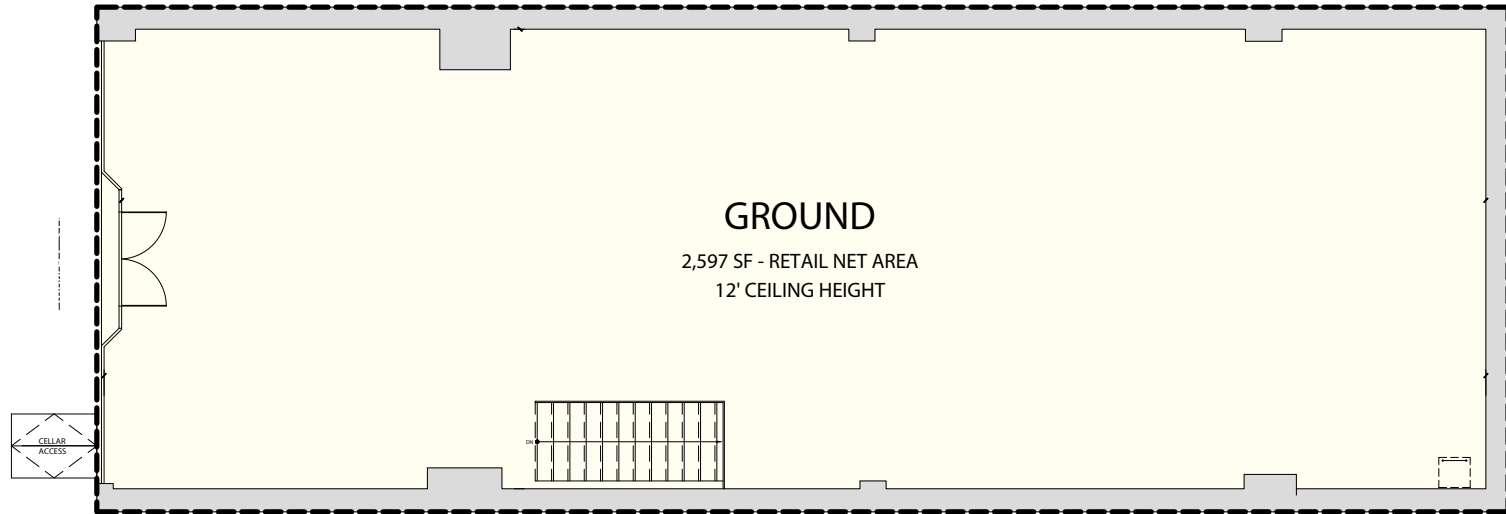 GROUND
2,597 SF - RETAIL NET AREA
12' CEILING HEIGHT
DN
CELLAR
ACCESS